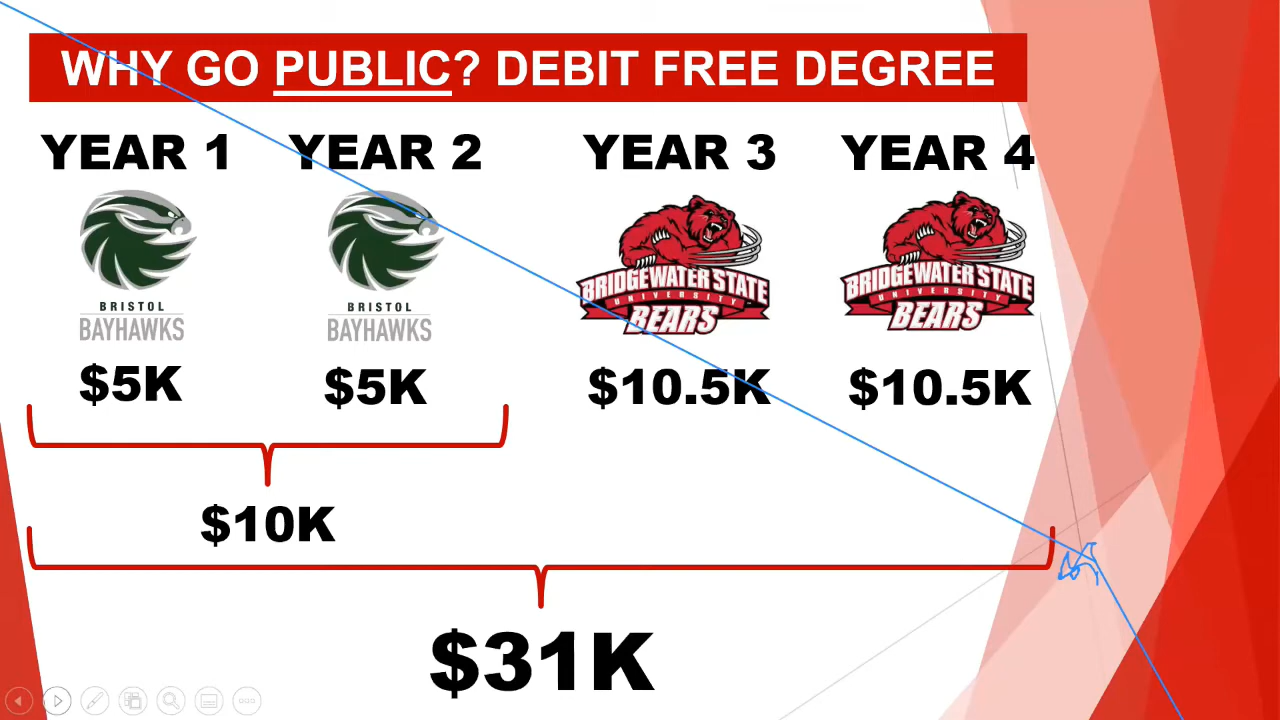 WHY GO PUBLIC? DEBIT FREE DEGREE
YEAR 1 YEAR 2 YEAR 3 YEAR 4
BRISTOL BRISTOL
BAYHAWKS BAYHAWKS
BRIDGEWATER STATE BRIDGEWATER STATE
UNIVERSITY UNIVERSITY
BEARS BEARS
$5K $5K $10.5K $10.5K
$10K
$31K